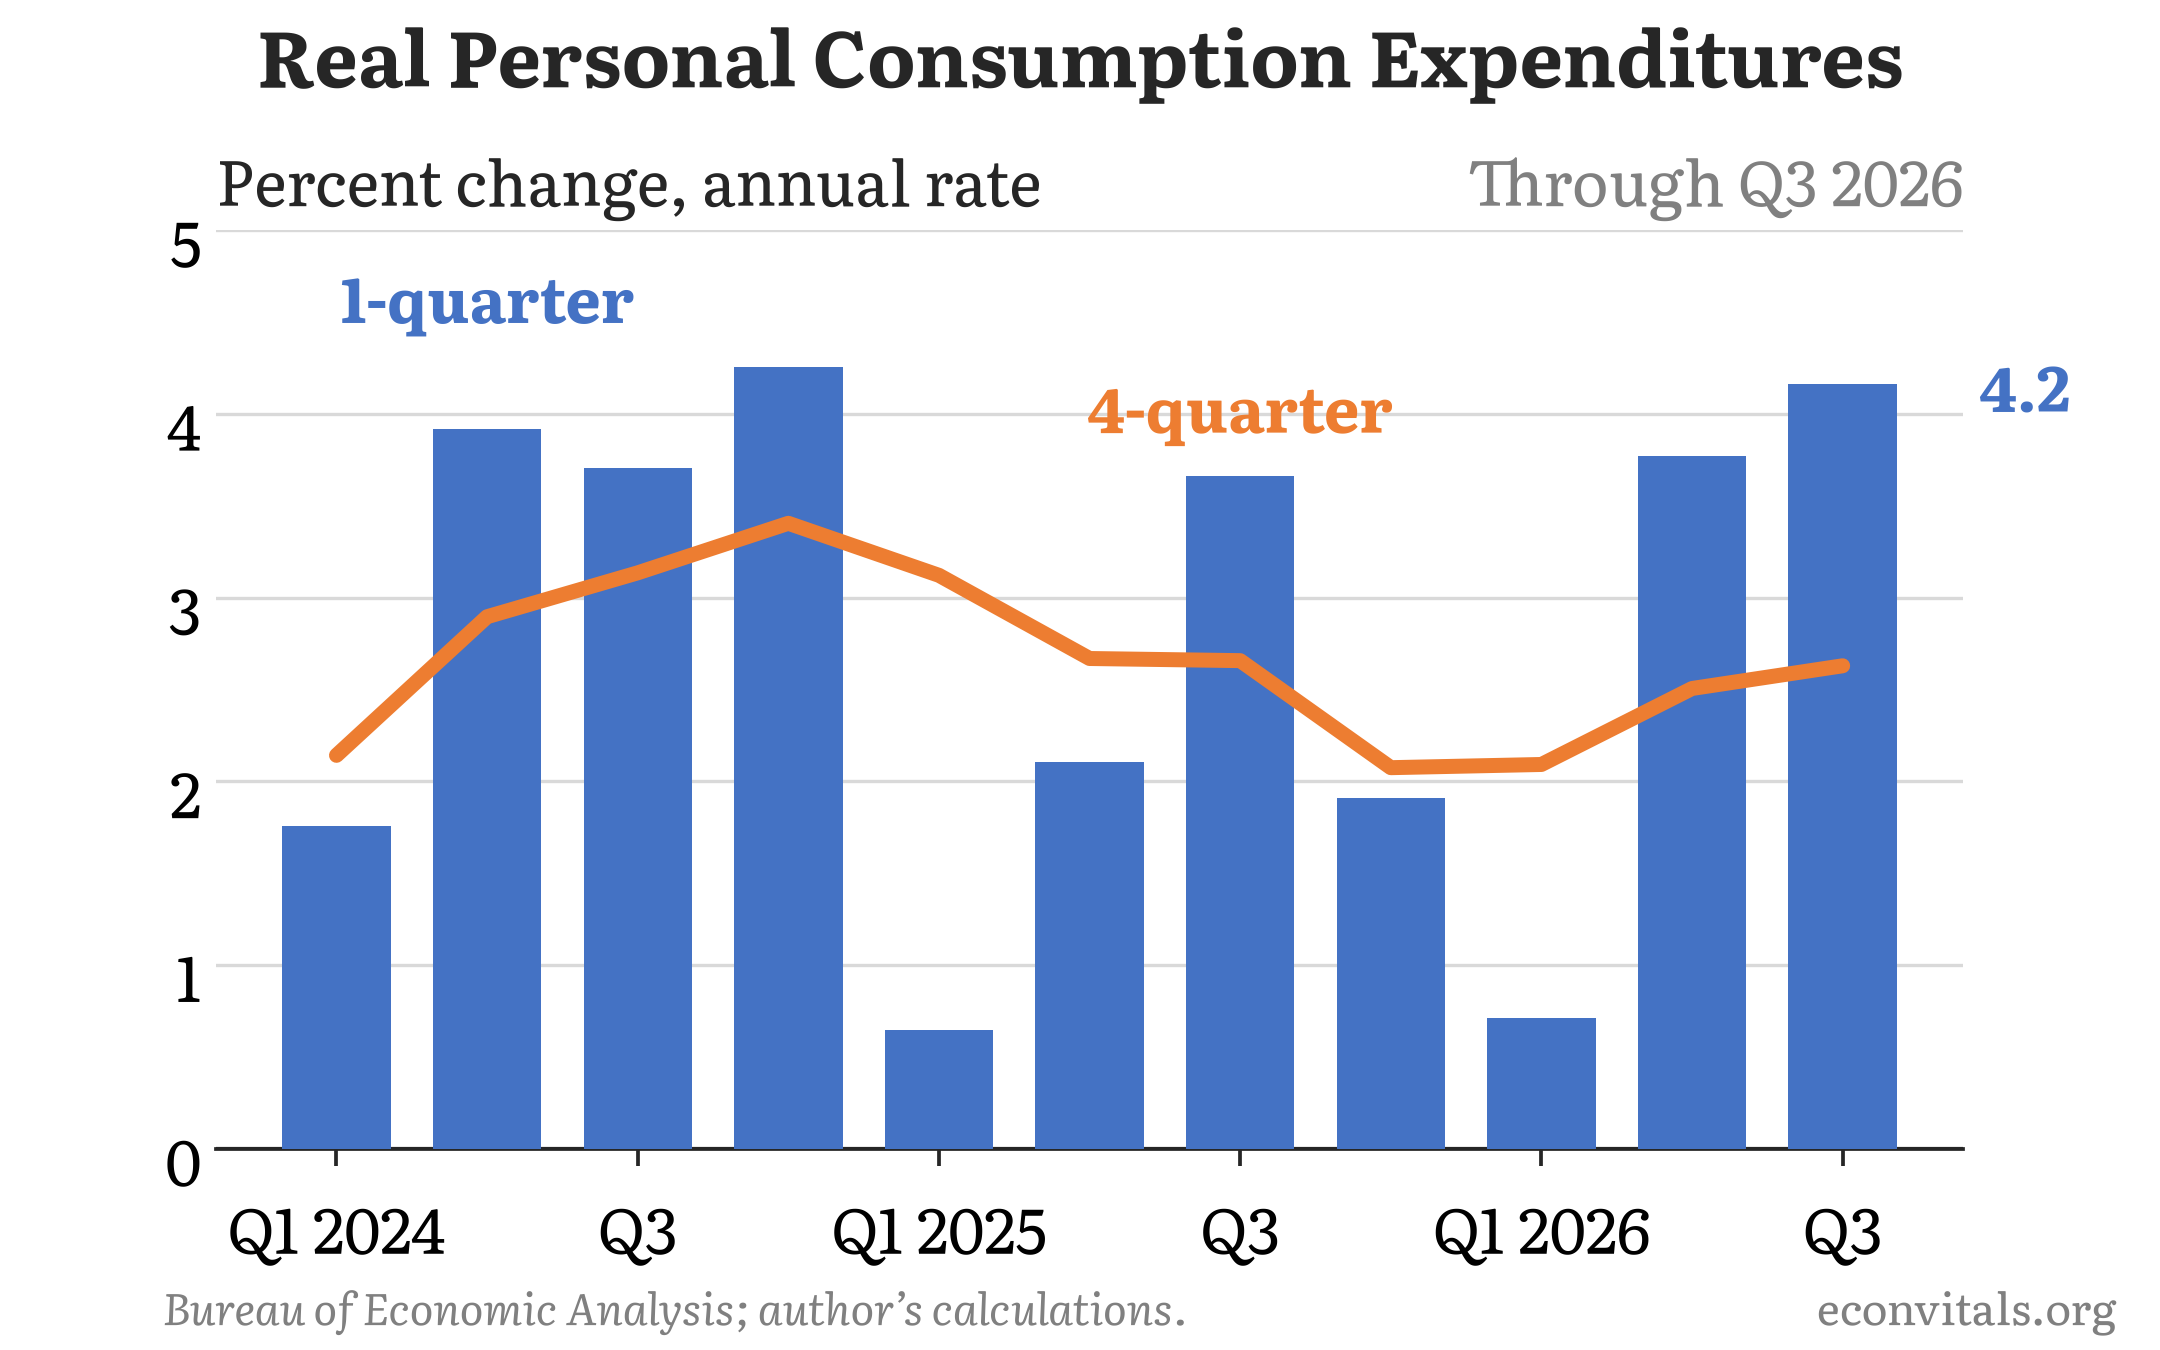 Real Personal Consumption Expenditures
Percent change, annual rate
Through Q3 2026
5
1-quarter
4-quarter
4.2
4
3
2
1
0
Q1 2024
Q3
Q1 2025
Q3
Q1 2026
Q3
Bureau of Economic Analysis; author’s calculations.
econvitals.org